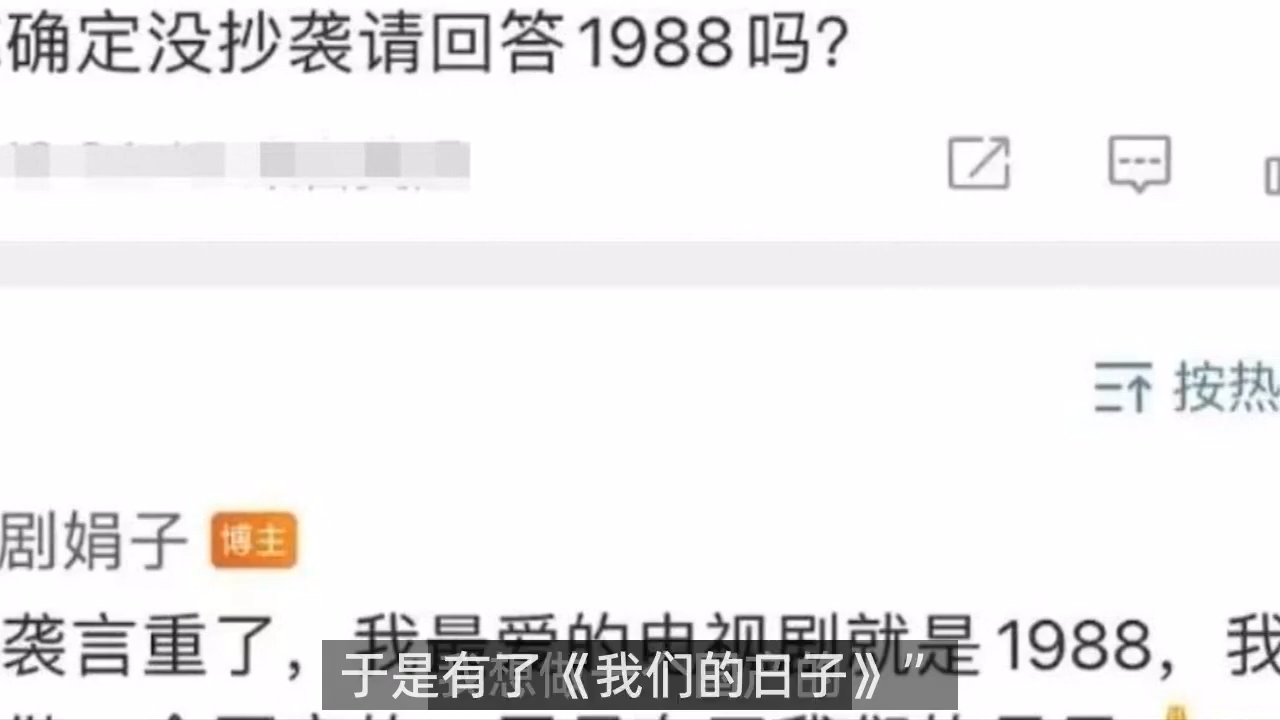 确定没抄袭请回答1988吗?
按热
剧娟子 博主
袭言重了，我最爱的电视剧就是1988，我
于是有了《我们的日子》”